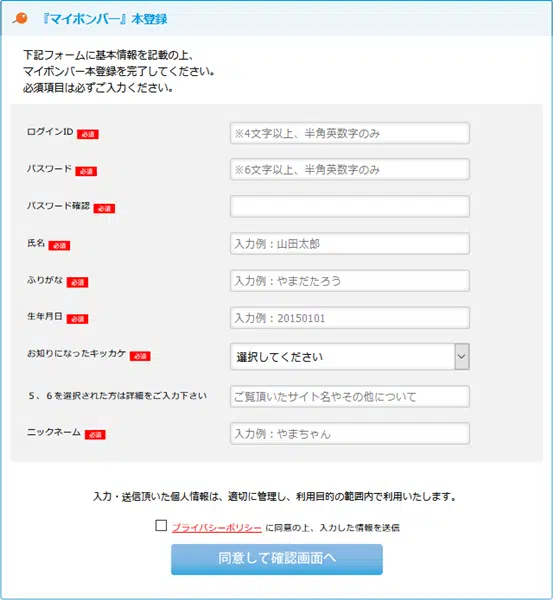 『マイボンバー』本登録
下記フォームに基本情報を記載の上、
マイボンバー本登録を完了してください。
必須項目は必ずご入力ください。
ログインID 必須 ※4文字以上、半角英数字のみ
パスワード 必須 ※6文字以上、半角英数字のみ
パスワード確認 必須
氏名 必須 入力例：山田太郎
ふりがな 必須 入力例：やまだたろう
生年月日 必須 入力例：20150101
お知りになったキッカケ 必須 選択してください
５、６を選択された方は詳細をご入力下さい ご覧頂いたサイト名やその他について
ニックネーム 必須 入力例：やまちゃん
入力・送信頂いた個人情報は、適切に管理し、利用目的の範囲内で利用いたします。
プライバシーポリシー に同意の上、入力した情報を送信
同意して確認画面へ